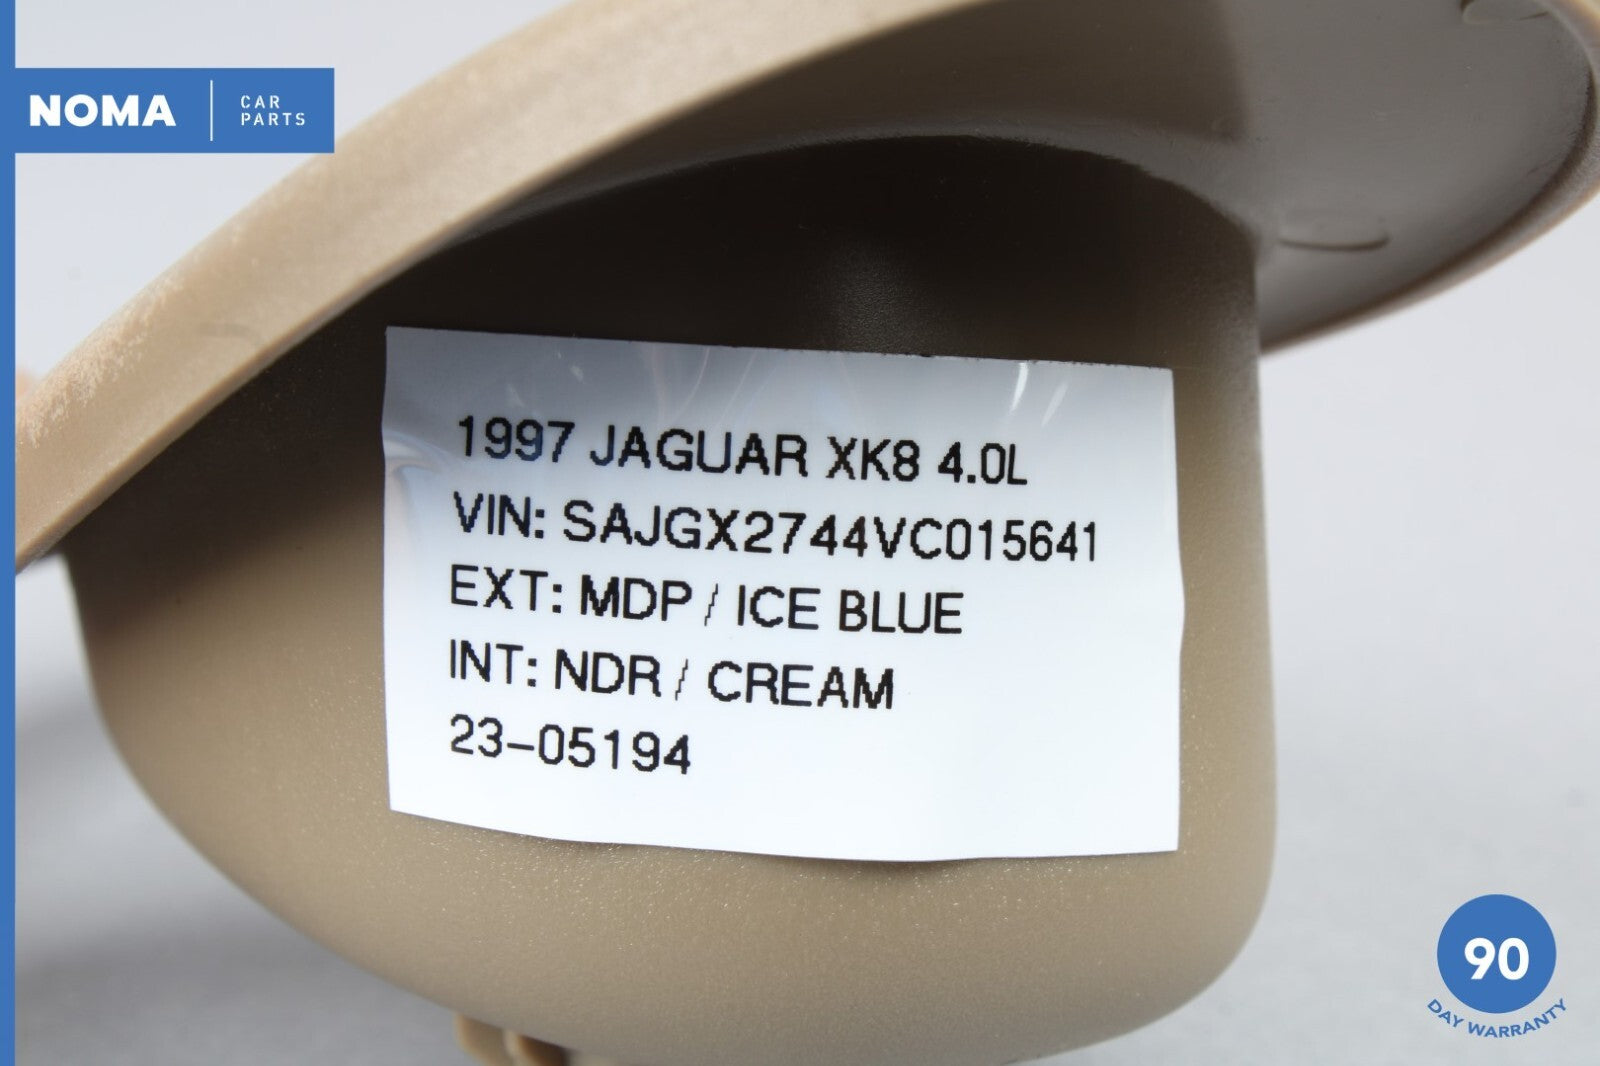 NOMA
CAR
PARTS
1997 JAGUAR XK8 4.0L
VIN: SAJGX2744VC015641
EXT: MDP / ICE BLUE
INT: NDR / CREAM
23-05194
90
DAY WARRANTY